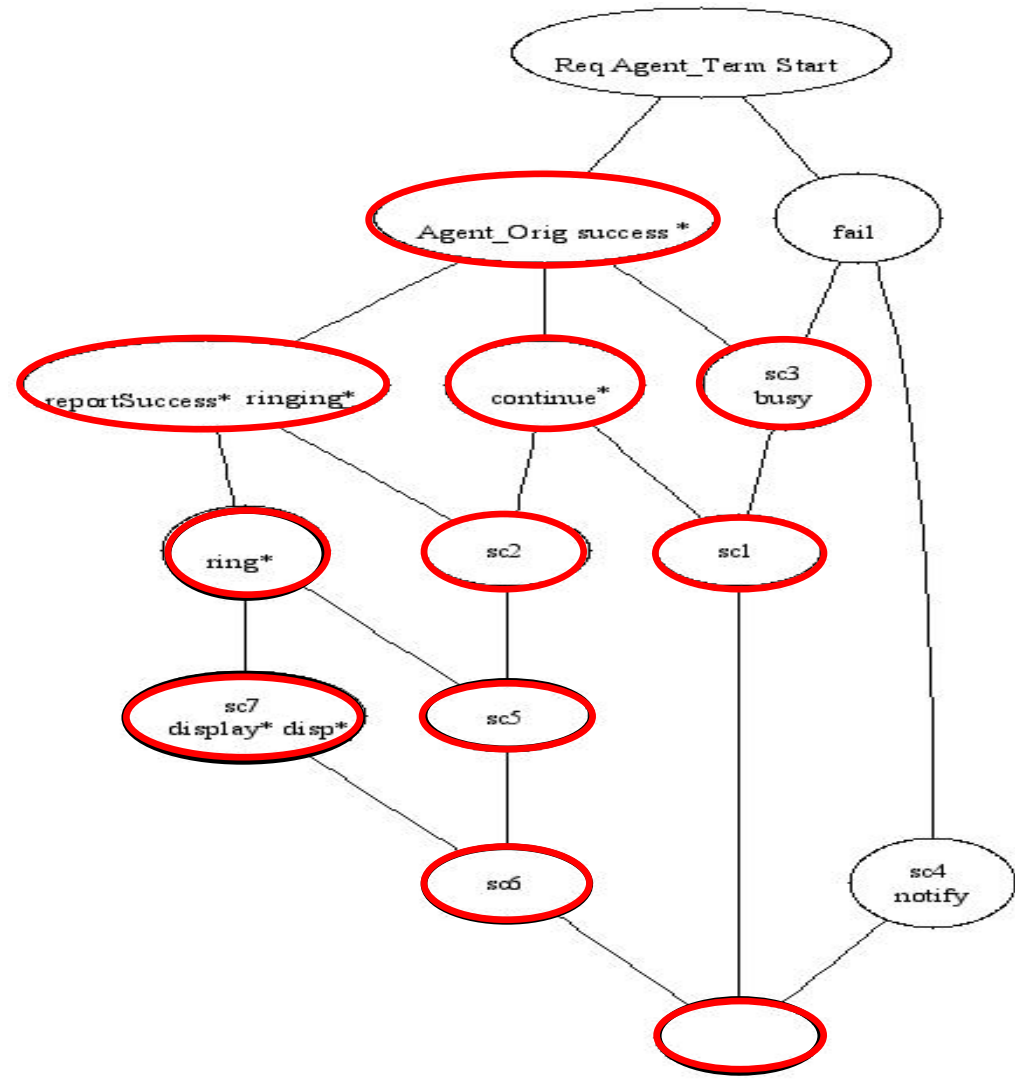 Req Agent_Term Start
Agent_Orig success *
fail
reportSuccess* ringing*
continue*
sc3
busy
ring*
sc2
sc1
sc7
display* disp*
sc5
sc6
sc4
notify